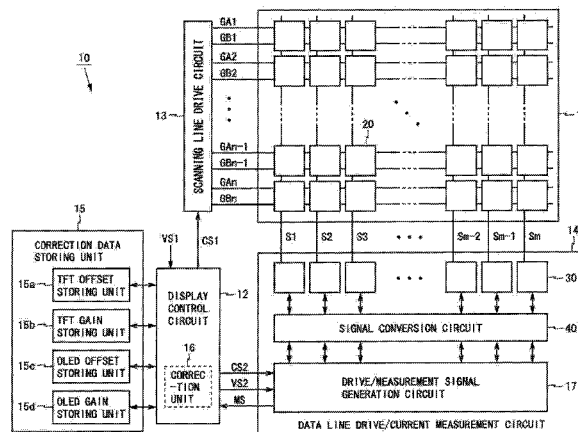 10
13
SCANNING LINE DRIVE CIRCUIT
GA1
GB1
GA2
GB2
GAn-1
GBn-1
GAn
GBn
20
S1 S2 S3 Sm-2 Sm-1 Sm
14
15
CORRECTION DATA
STORING UNIT
15a TFT OFFSET
STORING UNIT
15b TFT GAIN
STORING UNIT
15c OLED OFFSET
STORING UNIT
15d OLED GAIN
STORING UNIT
VS1 CS1
12
DISPLAY
CONTROL
CIRCUIT
16
CORREC-
TION
UNIT
CS2
VS2
MS
30
SIGNAL CONVERSION CIRCUIT 40
DRIVE/MEASUREMENT SIGNAL
GENERATION CIRCUIT 17
DATA LINE DRIVE/CURRENT MEASUREMENT CIRCUIT